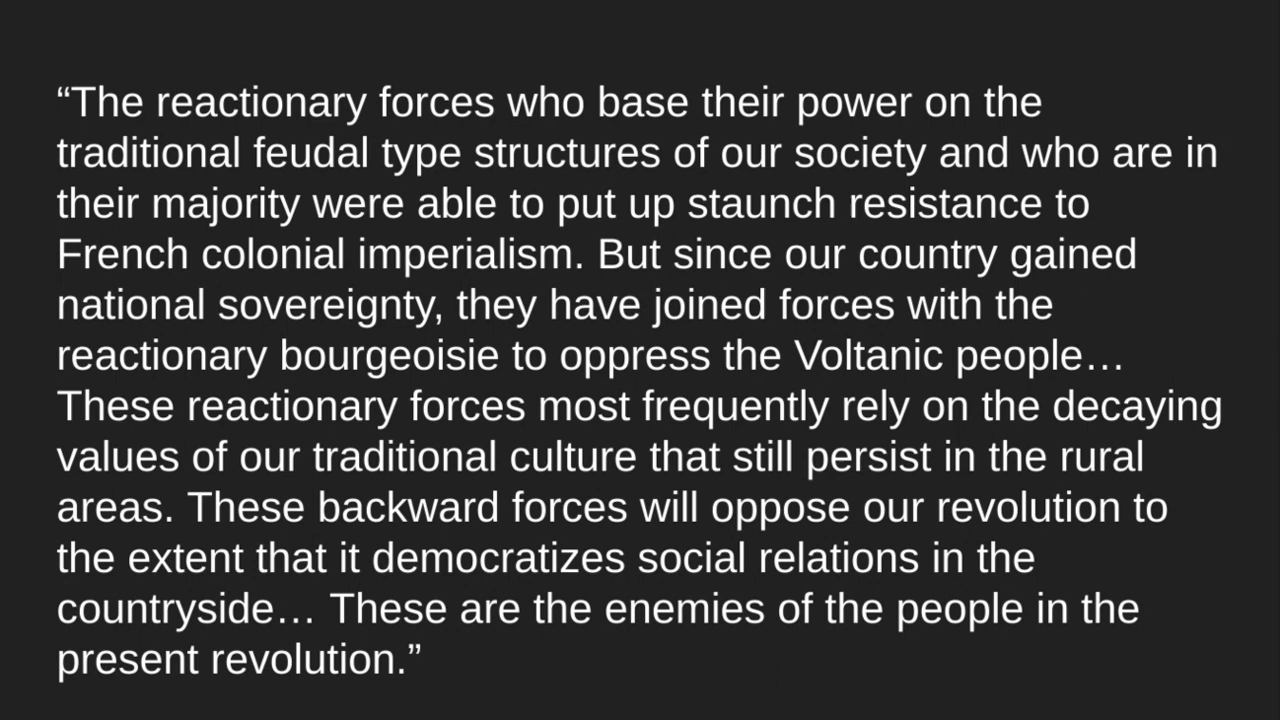 “The reactionary forces who base their power on the
traditional feudal type structures of our society and who are in
their majority were able to put up staunch resistance to
French colonial imperialism. But since our country gained
national sovereignty, they have joined forces with the
reactionary bourgeoisie to oppress the Voltanic people…
These reactionary forces most frequently rely on the decaying
values of our traditional culture that still persist in the rural
areas. These backward forces will oppose our revolution to
the extent that it democratizes social relations in the
countryside… These are the enemies of the people in the
present revolution.”